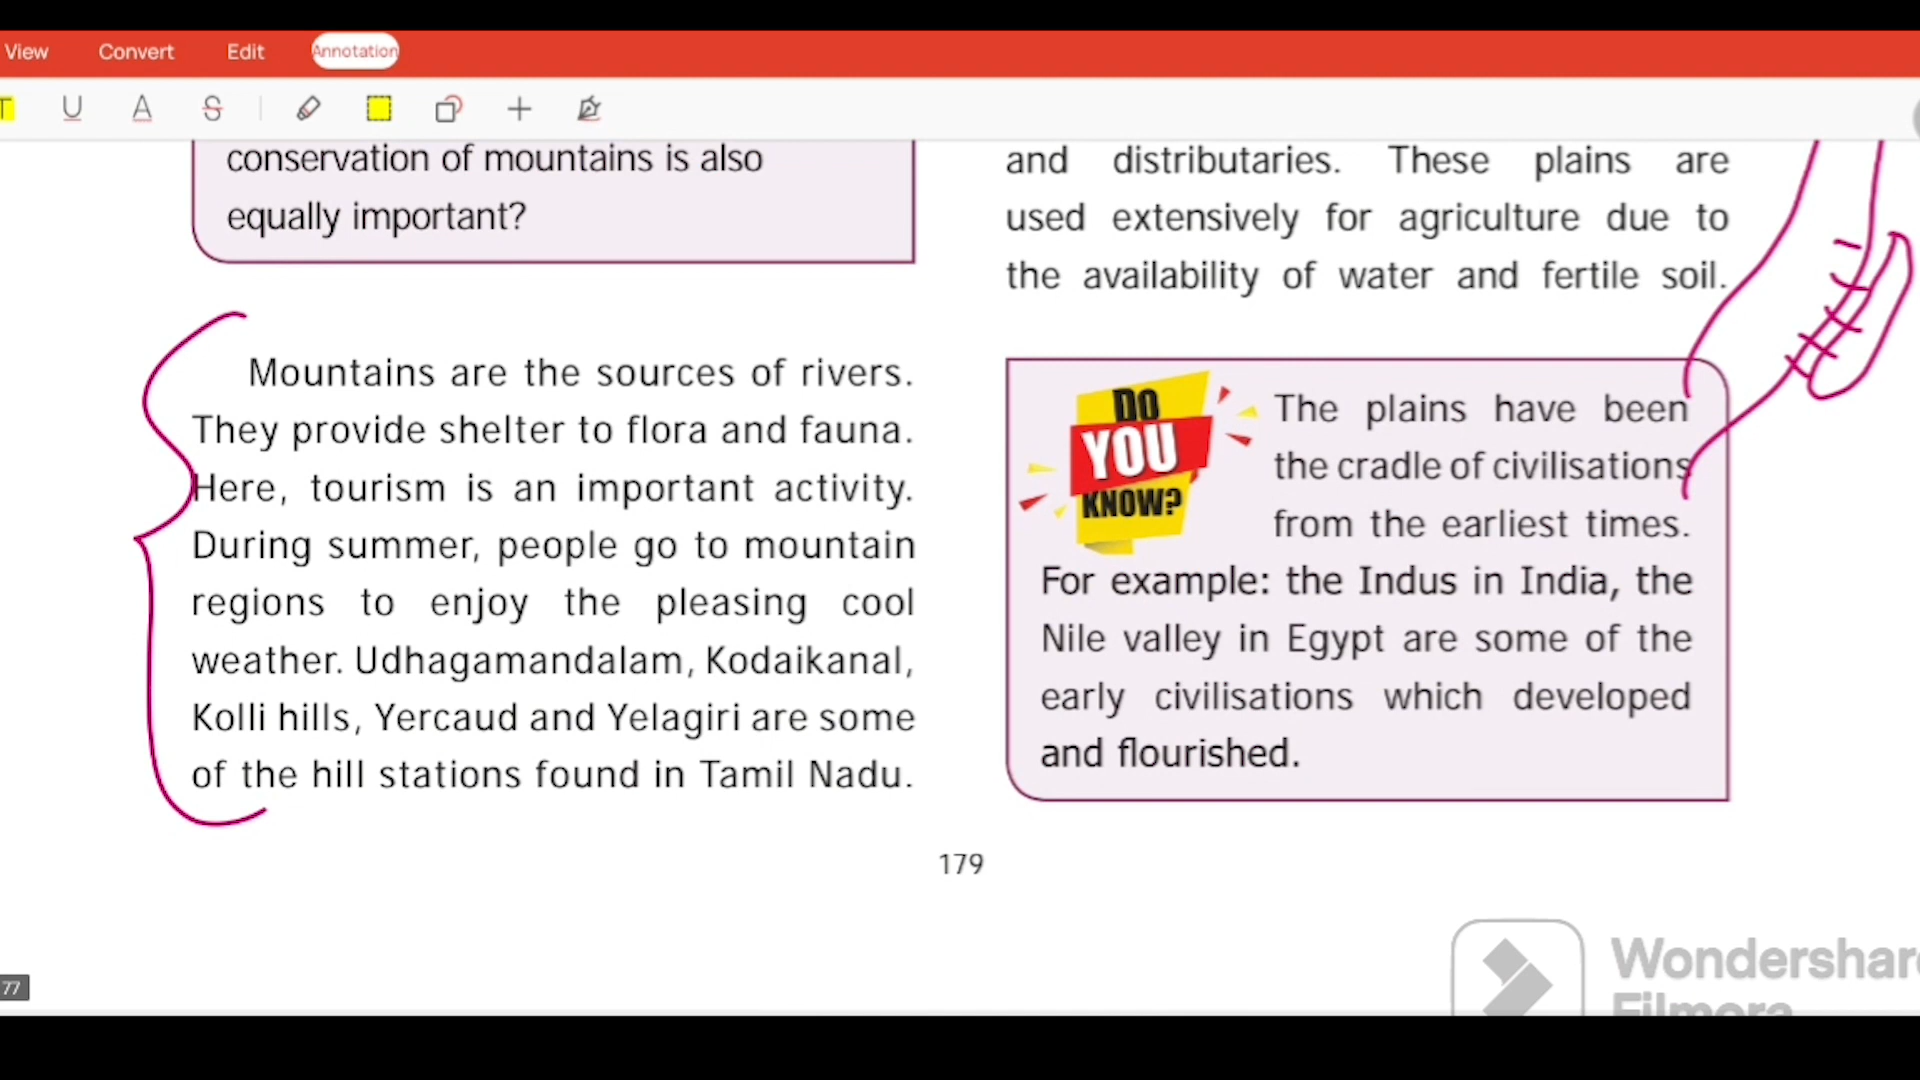 View Convert Edit Annotation
T U A S
conservation of mountains is also
equally important?
Mountains are the sources of rivers.
They provide shelter to flora and fauna.
Here, tourism is an important activity.
During summer, people go to mountain
regions to enjoy the pleasing cool
weather. Udhagamandalam, Kodaikanal,
Kolli hills, Yercaud and Yelagiri are some
of the hill stations found in Tamil Nadu.
and distributaries. These plains are
used extensively for agriculture due to
the availability of water and fertile soil.
DO
YOU
KNOW?
The plains have been
the cradle of civilisations
from the earliest times.
For example: the Indus in India, the
Nile valley in Egypt are some of the
early civilisations which developed
and flourished.
179
77
Wondershare
Filmora